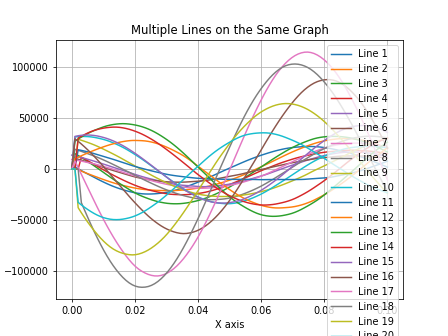 Multiple Lines on the Same Graph
100000
50000
0
−50000
−100000
0.00
0.02
0.04
0.06
0.08
0.10
X axis
Line 1
Line 2
Line 3
Line 4
Line 5
Line 6
Line 7
Line 8
Line 9
Line 10
Line 11
Line 12
Line 13
Line 14
Line 15
Line 16
Line 17
Line 18
Line 19
Line 20